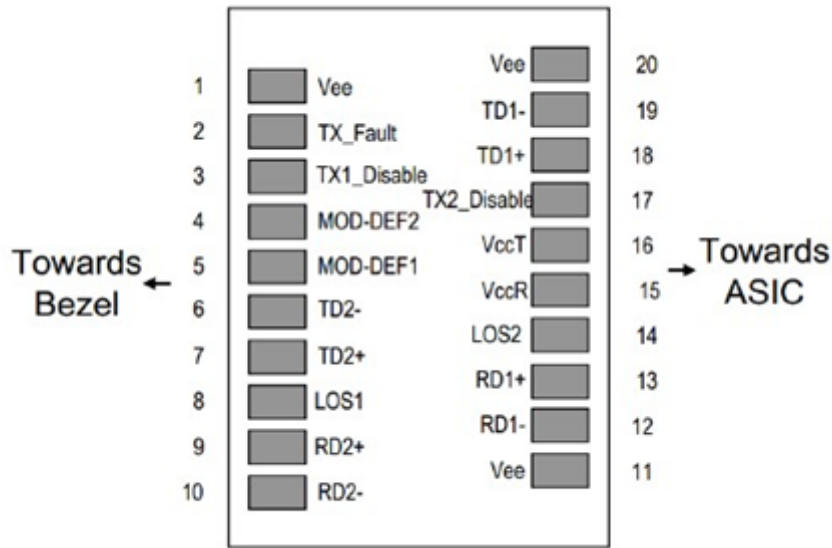 1 Vee
2 TX_Fault
3 TX1_Disable
4 MOD-DEF2
5 MOD-DEF1
6 TD2-
7 TD2+
8 LOS1
9 RD2+
10 RD2-
Vee 20
TD1- 19
TD1+ 18
TX2_Disable 17
VccT 16
VccR 15
LOS2 14
RD1+ 13
RD1- 12
Vee 11
Towards
Bezel
Towards
ASIC